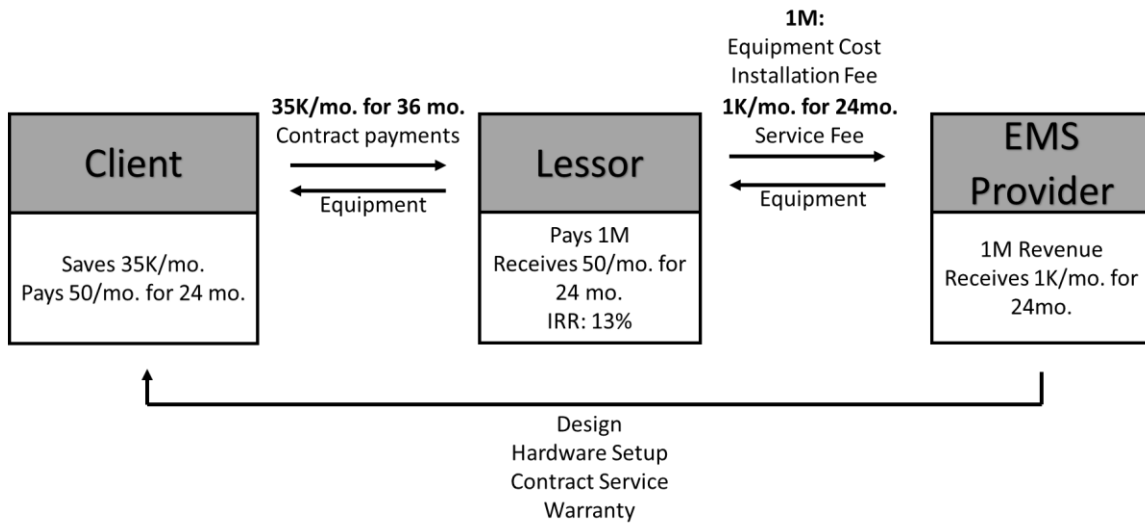 1M:
Equipment Cost
Installation Fee
35K/mo. for 36 mo.
1K/mo. for 24mo.
Contract payments
Service Fee
Client
Lessor
EMS
Provider
Equipment
Equipment
Saves 35K/mo.
Pays 50/mo. for 24 mo.
Pays 1M
Receives 50/mo. for
24 mo.
IRR: 13%
1M Revenue
Receives 1K/mo. for
24mo.
Design
Hardware Setup
Contract Service
Warranty